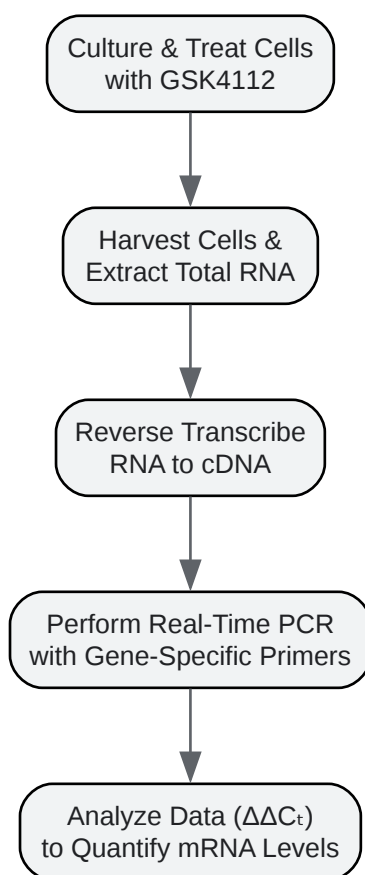 Culture & Treat Cells
with GSK4112
Harvest Cells &
Extract Total RNA
Reverse Transcribe
RNA to cDNA
Perform Real-Time PCR
with Gene-Specific Primers
Analyze Data (ΔΔCₜ)
to Quantify mRNA Levels